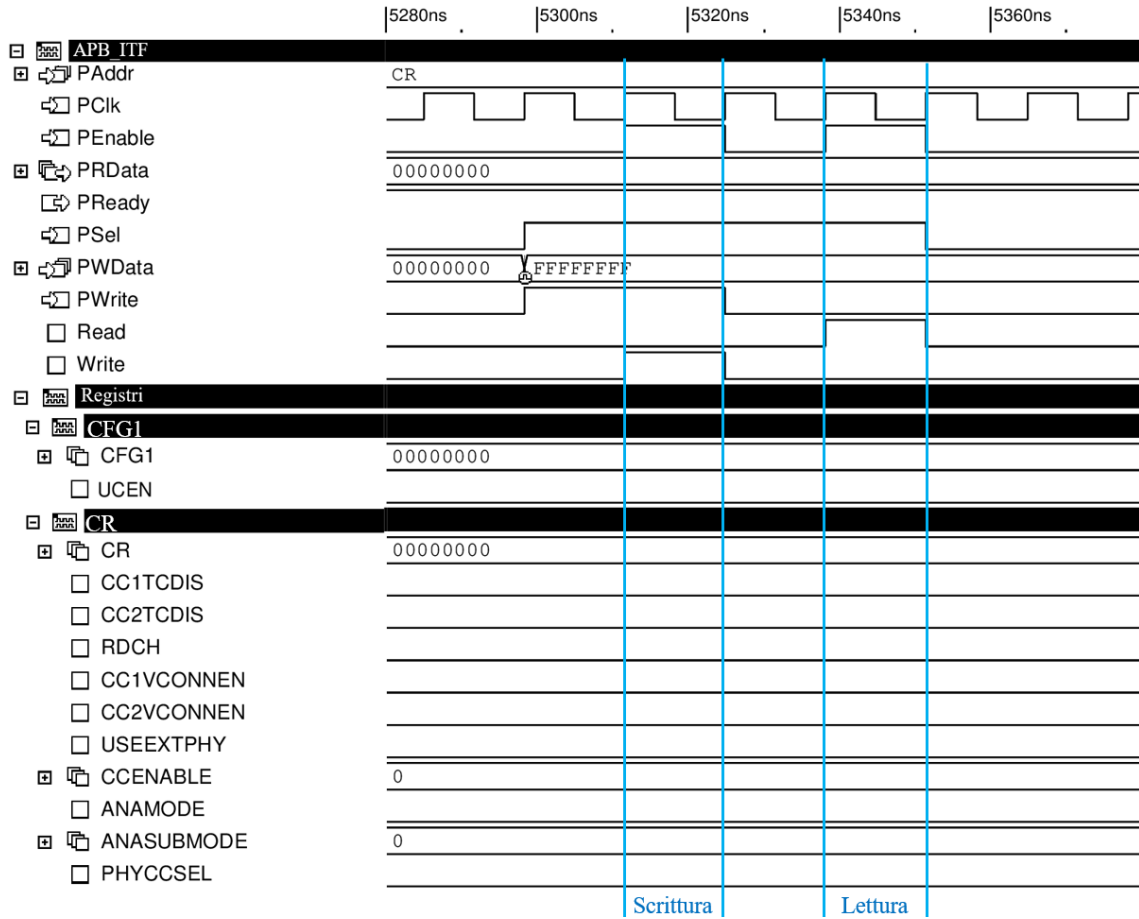 5280ns 5300ns 5320ns 5340ns 5360ns
APB_ITF
PAddr CR
PClk
PEnable
PRData 00000000
PReady
PSel
PWData 00000000 FFFFFFFF
PWrite
Read
Write
Registri
CFG1
CFG1 00000000
UCEN
CR
CR 00000000
CC1TCDIS
CC2TCDIS
RDCH
CC1VCONNEN
CC2VCONNEN
USEEXTPHY
CCENABLE 0
ANAMODE
ANASUBMODE 0
PHYCCSEL
Scrittura Lettura